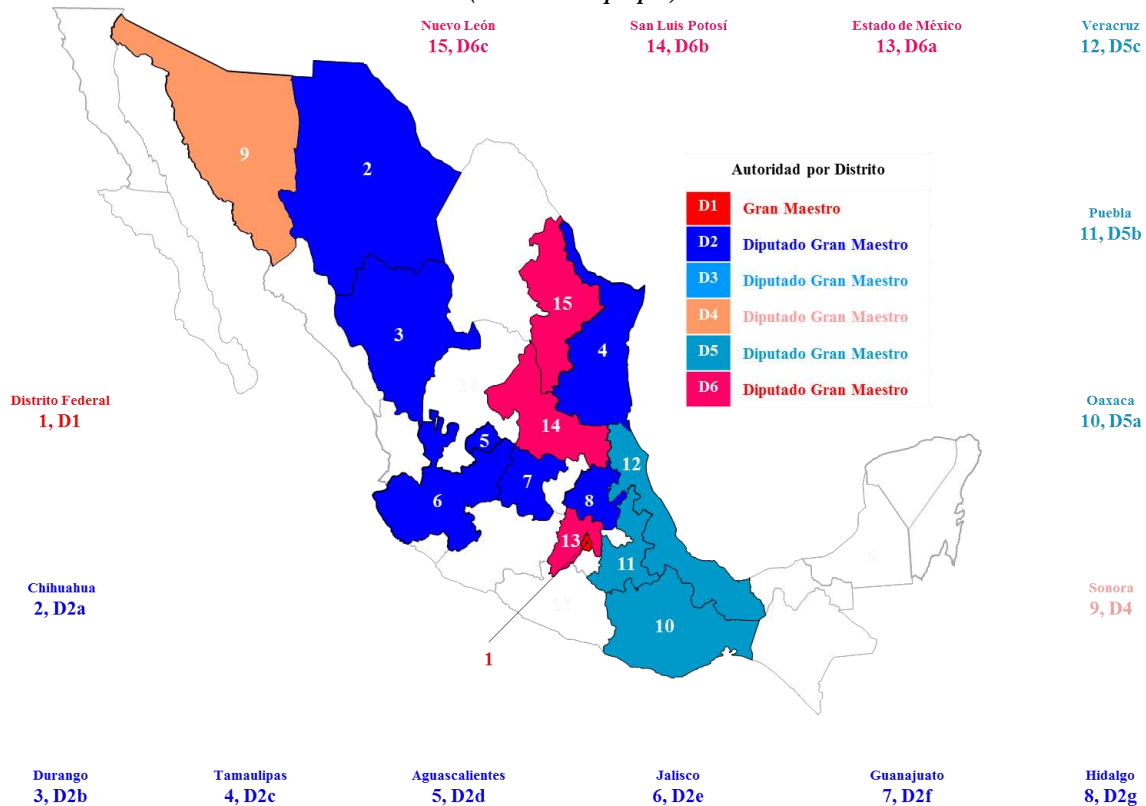 Nuevo León
15, D6c
San Luis Potosí
14, D6b
Estado de México
13, D6a
Veracruz
12, D5c
9
2
Autoridad por Distrito
D1 Gran Maestro
D2 Diputado Gran Maestro
D3 Diputado Gran Maestro
D4 Diputado Gran Maestro
D5 Diputado Gran Maestro
D6 Diputado Gran Maestro
Puebla
11, D5b
15
3
4
Distrito Federal
1, D1
Oaxaca
10, D5a
14
5
12
6
7
8
13
11
Chihuahua
2, D2a
Sonora
9, D4
10
1
Durango
3, D2b
Tamaulipas
4, D2c
Aguascalientes
5, D2d
Jalisco
6, D2e
Guanajuato
7, D2f
Hidalgo
8, D2g